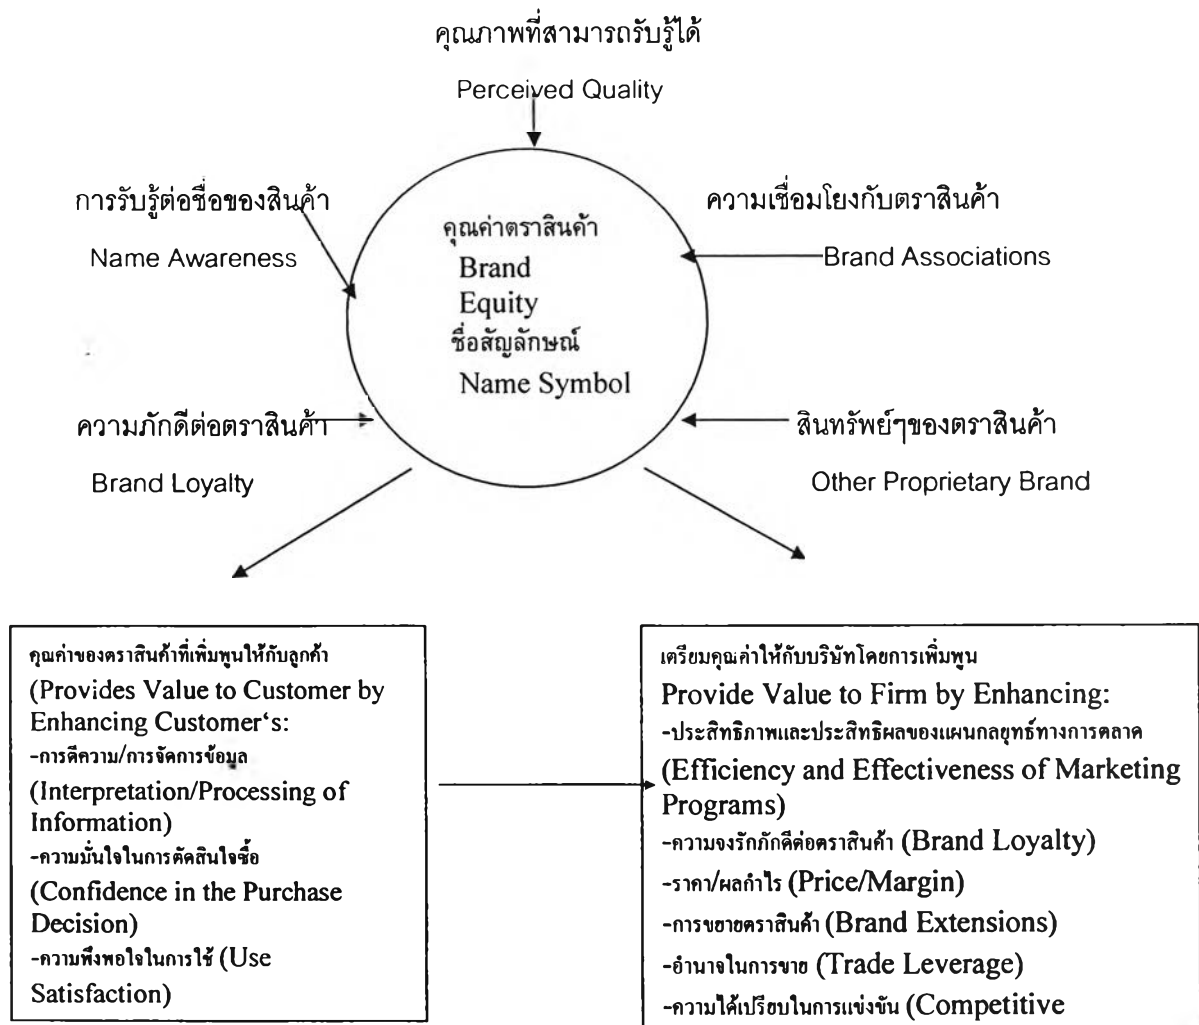 คุณภาพที่สามารถรับรู้ได้
Perceived Quality
การรับรู้ต่อชื่อของสินค้า
Name Awareness
ความเชื่อมโยงกับตราสินค้า
Brand Associations
คุณค่าตราสินค้า
Brand
Equity
ชื่อสัญลักษณ์
Name Symbol
ความภักดีต่อตราสินค้า
Brand Loyalty
สินทรัพย์ๆของตราสินค้า
Other Proprietary Brand
คุณค่าของตราสินค้าที่เพิ่มพูนให้กับลูกค้า
(Provides Value to Customer by
Enhancing Customer‘s:
-การตีความ/การจัดการข้อมูล
(Interpretation/Processing of
Information)
-ความมั่นใจในการตัดสินใจซื้อ
(Confidence in the Purchase
Decision)
-ความพึงพอใจในการใช้ (Use
Satisfaction)
เตรียมคุณค่าให้กับบริษัทโดยการเพิ่มพูน
Provide Value to Firm by Enhancing:
-ประสิทธิภาพและประสิทธิผลของแผนกลยุทธ์ทางการตลาด
(Efficiency and Effectiveness of Marketing
Programs)
-ความจงรักภักดีต่อตราสินค้า (Brand Loyalty)
-ราคา/ผลกำไร (Price/Margin)
-การขยายตราสินค้า (Brand Extensions)
-อำนาจในการขาย (Trade Leverage)
-ความได้เปรียบในการแข่งขัน (Competitive